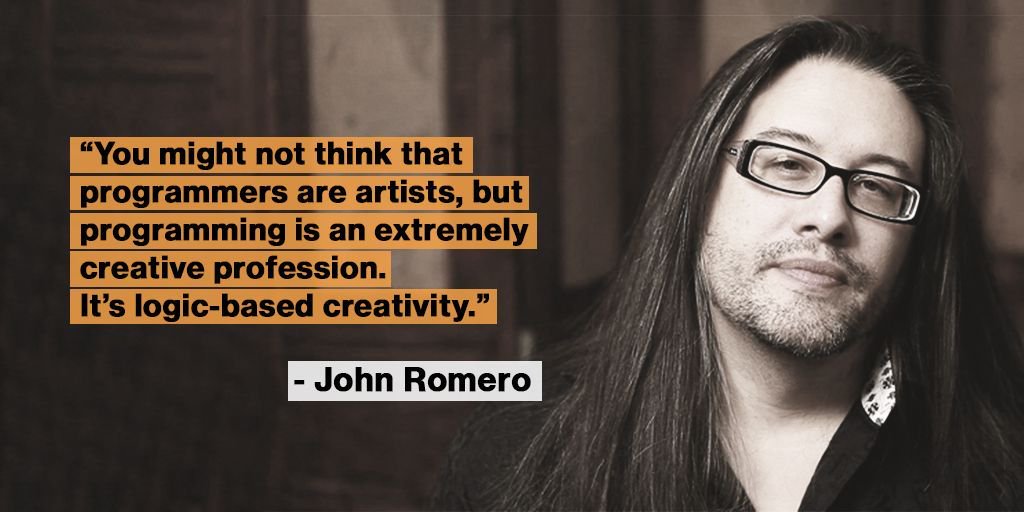 “You might not think that
programmers are artists, but
programming is an extremely
creative profession.
It’s logic-based creativity.”
- John Romero